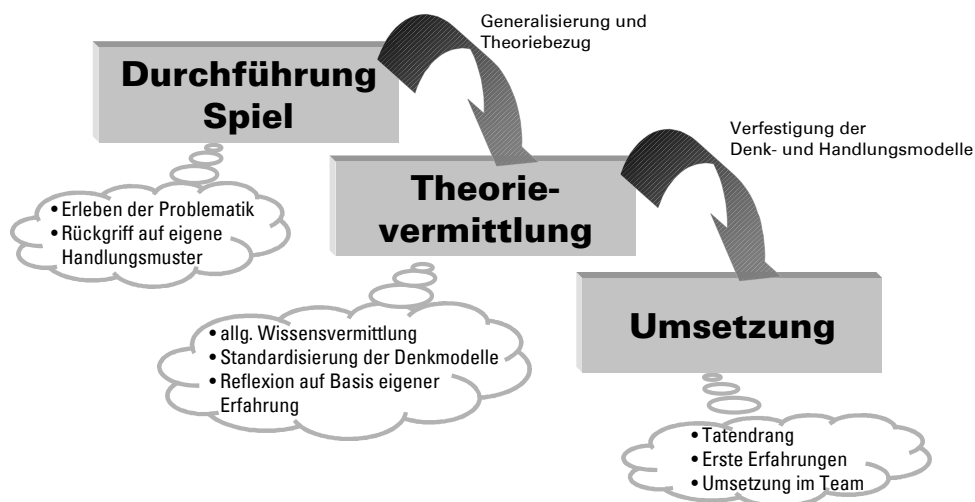 Generalisierung und
Theoriebezug
Durchführung
Spiel
• Erleben der Problematik
• Rückgriff auf eigene
Handlungsmuster
Verfestigung der
Denk- und Handlungsmodelle
Theorie-
vermittlung
• allg. Wissensvermittlung
• Standardisierung der Denkmodelle
• Reflexion auf Basis eigener
Erfahrung
Umsetzung
• Tatendrang
• Erste Erfahrungen
• Umsetzung im Team